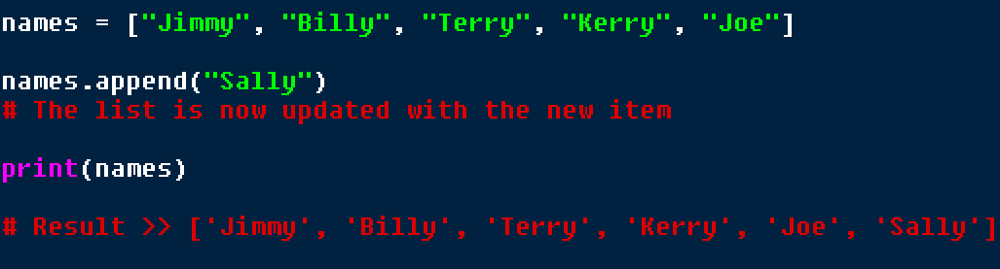 names = ["Jimmy", "Billy", "Terry", "Kerry", "Joe"]
names.append("Sally")
# The list is now updated with the new item
print(names)
# Result >> ['Jimmy', 'Billy', 'Terry', 'Kerry', 'Joe', 'Sally']